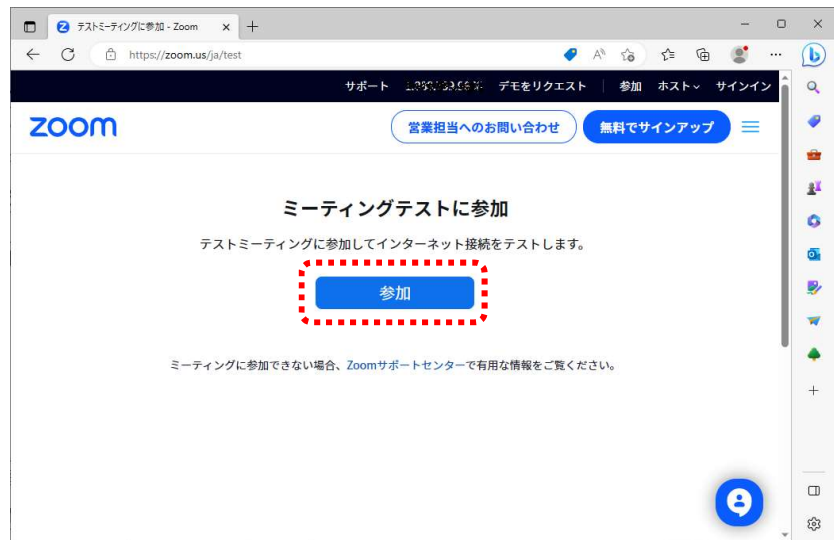 テストミーティングに参加 - Zoom
https://zoom.us/ja/test
サポート デモをリクエスト 参加 ホスト サインイン
zoom 営業担当へのお問い合わせ 無料でサインアップ
ミーティングテストに参加
テストミーティングに参加してインターネット接続をテストします。
参加
ミーティングに参加できない場合、Zoomサポートセンターで有用な情報をご覧ください。